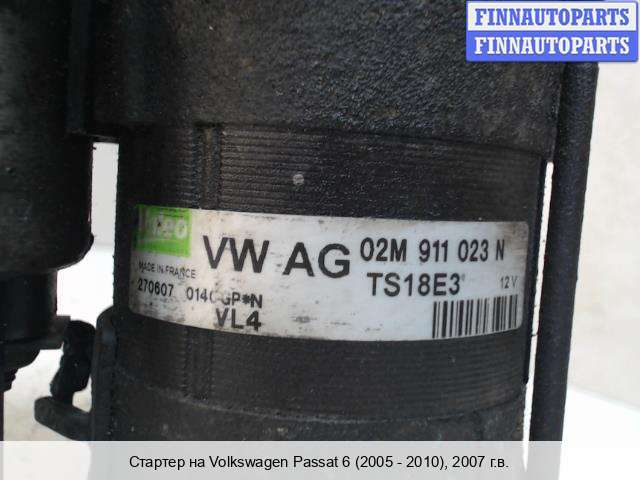 FINNAUTOPARTS
FINNAUTOPARTS
Valeo
VW AG
02M 911 023 N
TS18E3
12 V
MADE IN FRANCE
270607
VL4
Стартер на Volkswagen Passat 6 (2005 - 2010), 2007 г.в.